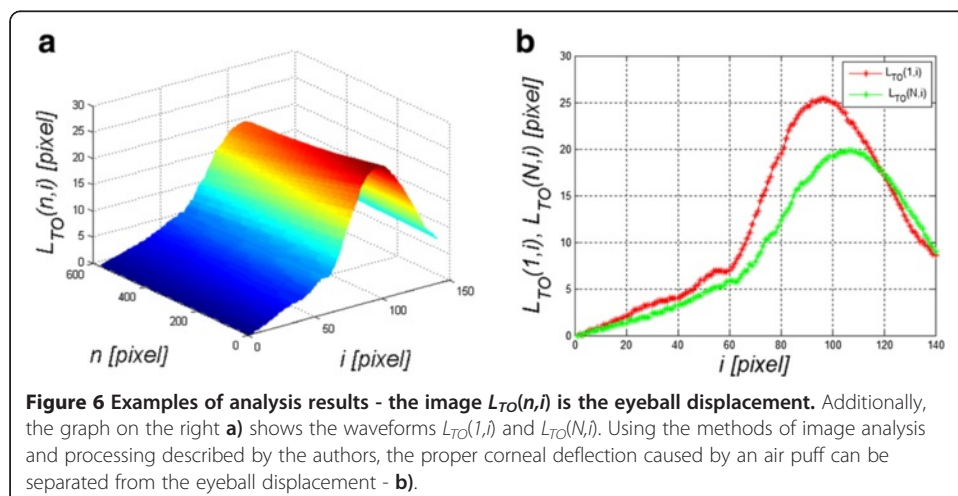 a
b
30
25
20
15
10
5
0
L_TO(n,i) [pixel]
600
400
200
0
n [pixel]
0
50
100
150
i [pixel]
30
25
20
15
10
5
0
L_TO(1,i), L_TO(N,i) [pixel]
L_TO(1,i)
L_TO(N,i)
0
20
40
60
80
100
120
140
i [pixel]
Figure 6 Examples of analysis results - the image L_TO(n,i) is the eyeball displacement. Additionally,
the graph on the right a) shows the waveforms L_TO(1,i) and L_TO(N,i). Using the methods of image analysis
and processing described by the authors, the proper corneal deflection caused by an air puff can be
separated from the eyeball displacement - b).